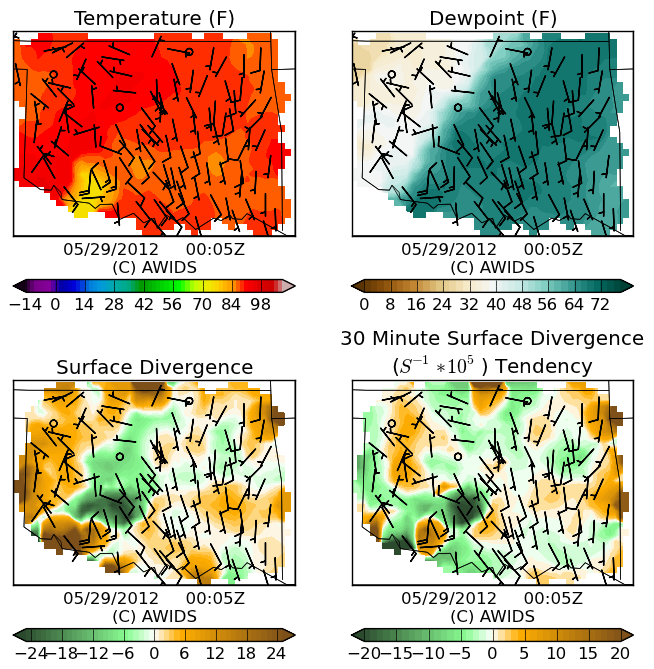 Temperature (F)
Dewpoint (F)
05/29/2012 00:05Z
(C) AWIDS
−14 0 14 28 42 56 70 84 98
05/29/2012 00:05Z
(C) AWIDS
0 8 16 24 32 40 48 56 64 72
Surface Divergence
30 Minute Surface Divergence
(S⁻¹ *10⁵ ) Tendency
05/29/2012 00:05Z
(C) AWIDS
−24 −18 −12 −6 0 6 12 18 24
05/29/2012 00:05Z
(C) AWIDS
−20 −15 −10 −5 0 5 10 15 20